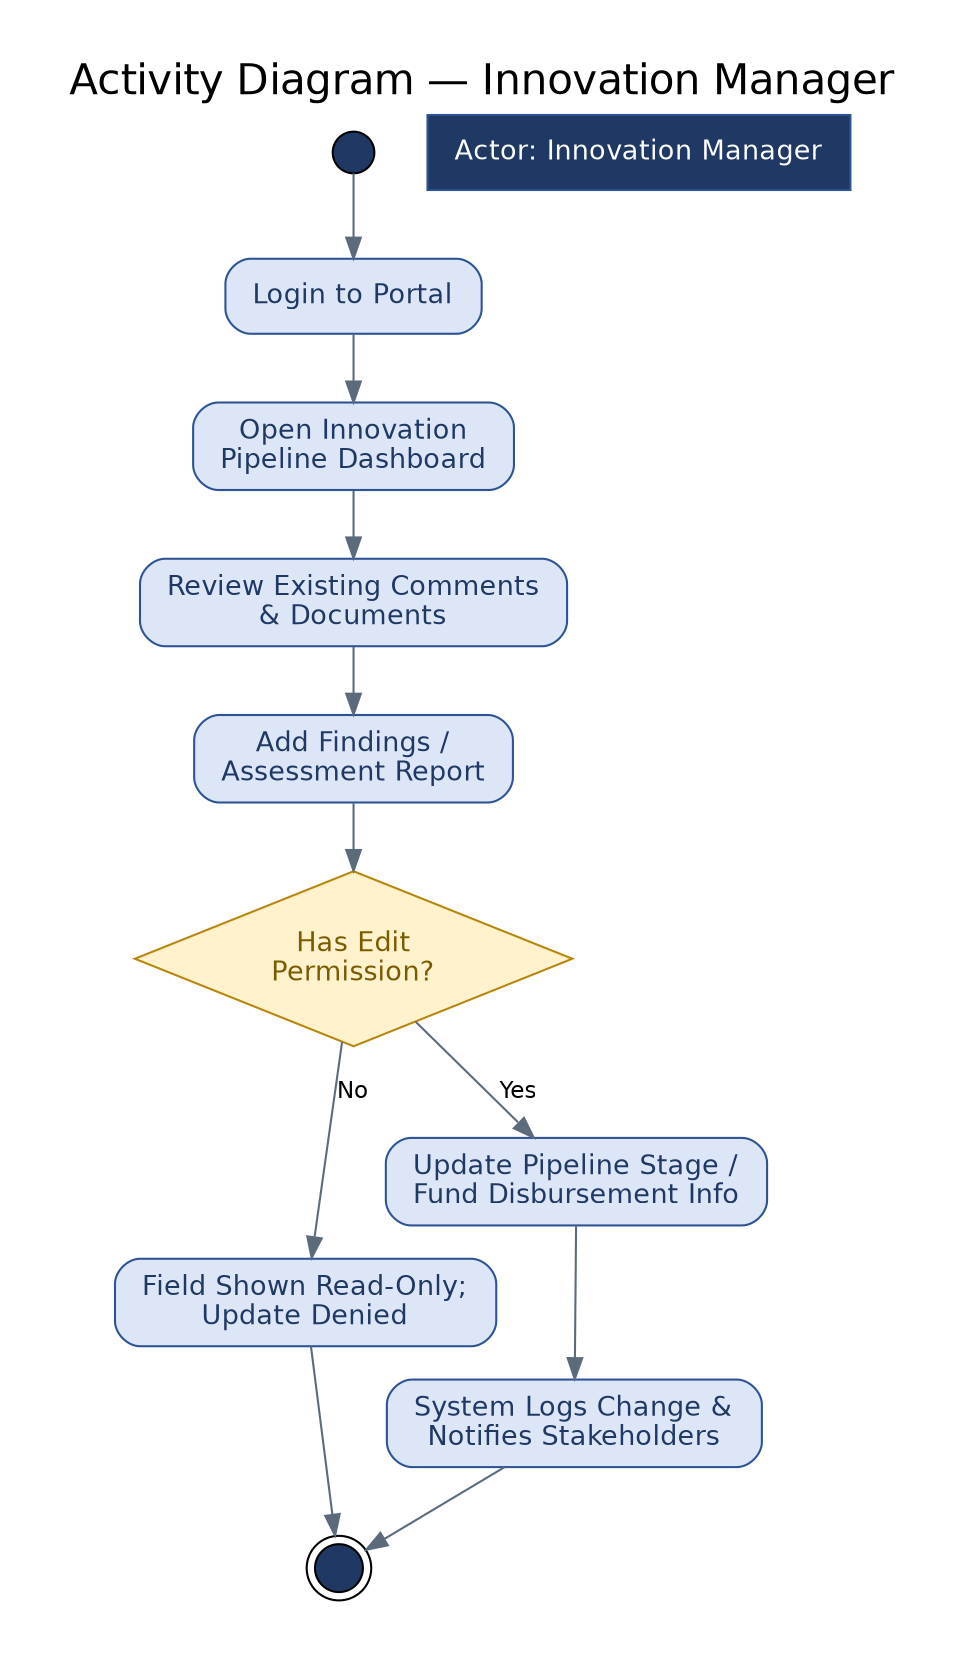 Activity Diagram — Innovation Manager
Actor: Innovation Manager
Login to Portal
Open Innovation
Pipeline Dashboard
Review Existing Comments
& Documents
Add Findings /
Assessment Report
Has Edit
Permission?
No
Yes
Update Pipeline Stage /
Fund Disbursement Info
Field Shown Read-Only;
Update Denied
System Logs Change &
Notifies Stakeholders